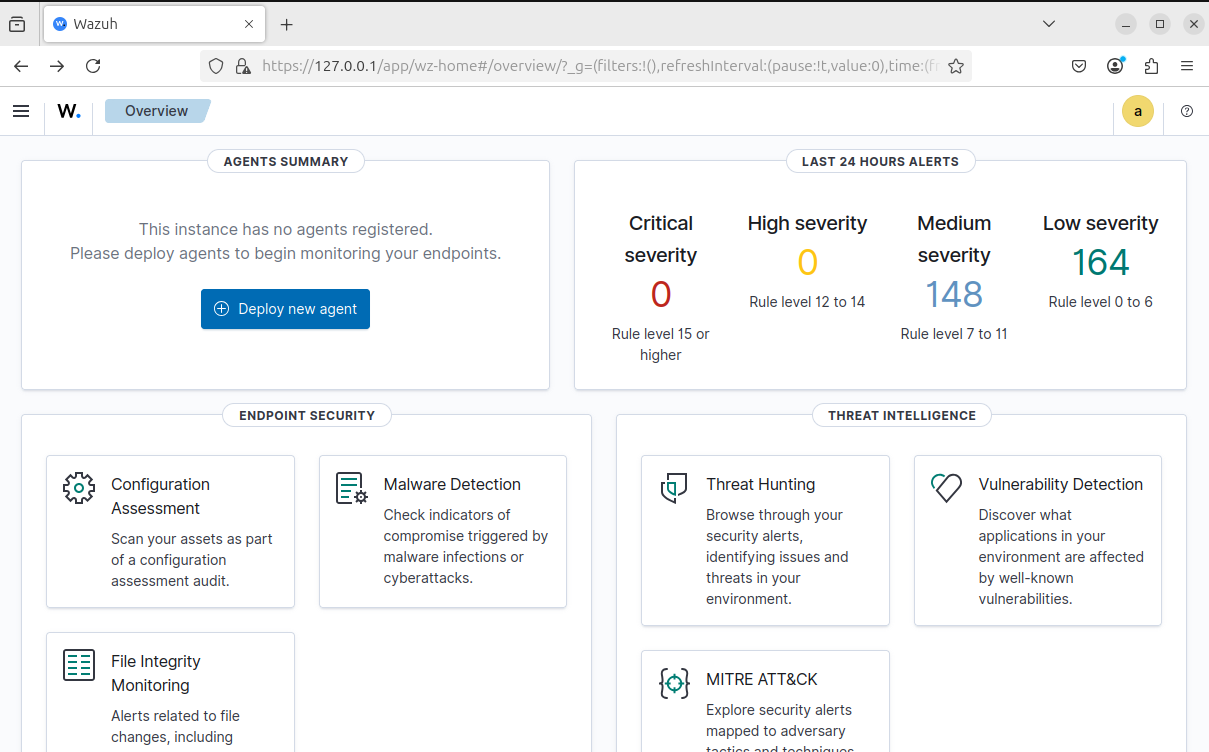 Wazuh
https://127.0.0.1/app/wz-home#/overview/?_g=(filters:!(),refreshInterval:(pause:!t,value:0),time:(f
W.
Overview
a
AGENTS SUMMARY
This instance has no agents registered.
Please deploy agents to begin monitoring your endpoints.
Deploy new agent
LAST 24 HOURS ALERTS
Critical
severity
0
Rule level 15 or
higher
High severity
0
Rule level 12 to 14
Medium
severity
148
Rule level 7 to 11
Low severity
164
Rule level 0 to 6
ENDPOINT SECURITY
Configuration
Assessment
Scan your assets as part
of a configuration
assessment audit.
Malware Detection
Check indicators of
compromise triggered by
malware infections or
cyberattacks.
File Integrity
Monitoring
Alerts related to file
changes, including
THREAT INTELLIGENCE
Threat Hunting
Browse through your
security alerts,
identifying issues and
threats in your
environment.
Vulnerability Detection
Discover what
applications in your
environment are affected
by well-known
vulnerabilities.
MITRE ATT&CK
Explore security alerts
mapped to adversary
tactics and techniques